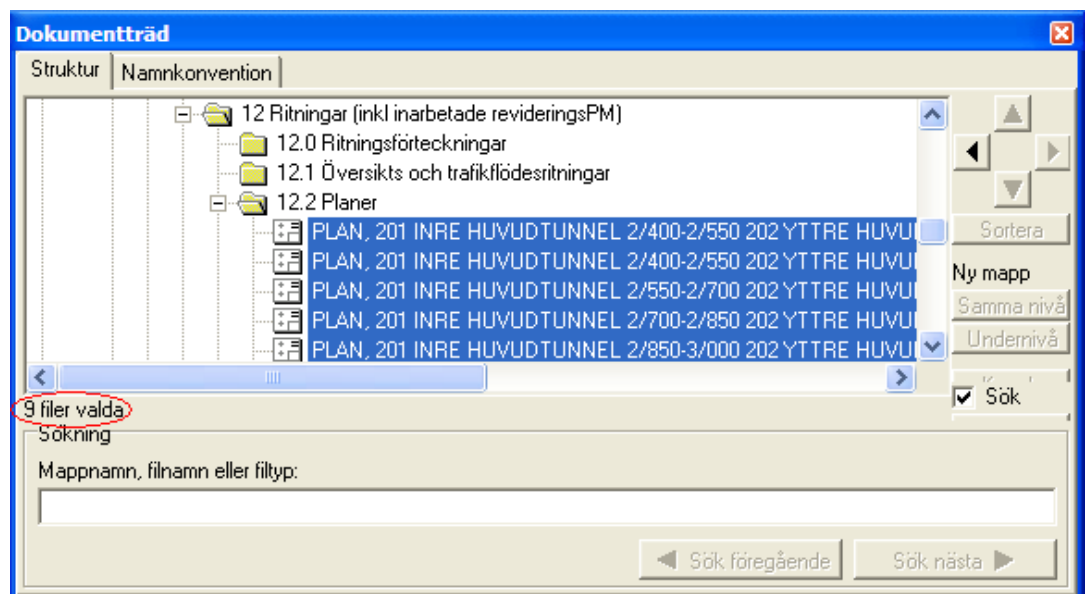 Dokumentträd
Struktur
Namnkonvention
12 Ritningar (inkl inarbetade revideringsPM)
12.0 Ritningsförteckningar
12.1 Översikts och trafikflödesritningar
12.2 Planer
PLAN, 201 INRE HUVUDTUNNEL 2/400-2/550 202 YTTRE HUVU
PLAN, 201 INRE HUVUDTUNNEL 2/400-2/550 202 YTTRE HUVU
PLAN, 201 INRE HUVUDTUNNEL 2/550-2/700 202 YTTRE HUVU
PLAN, 201 INRE HUVUDTUNNEL 2/700-2/850 202 YTTRE HUVU
PLAN, 201 INRE HUVUDTUNNEL 2/850-3/000 202 YTTRE HUVU
Sortera
Ny mapp
Samma nivå
Undernivå
Sök
9 filer valda
Sökning
Mappnamn, filnamn eller filtyp:
Sök föregående
Sök nästa